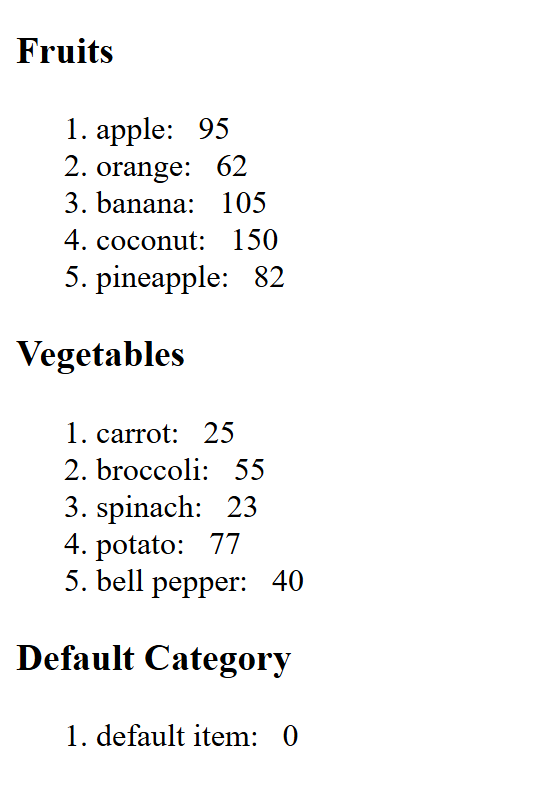 Fruits
1. apple: 95
2. orange: 62
3. banana: 105
4. coconut: 150
5. pineapple: 82
Vegetables
1. carrot: 25
2. broccoli: 55
3. spinach: 23
4. potato: 77
5. bell pepper: 40
Default Category
1. default item: 0